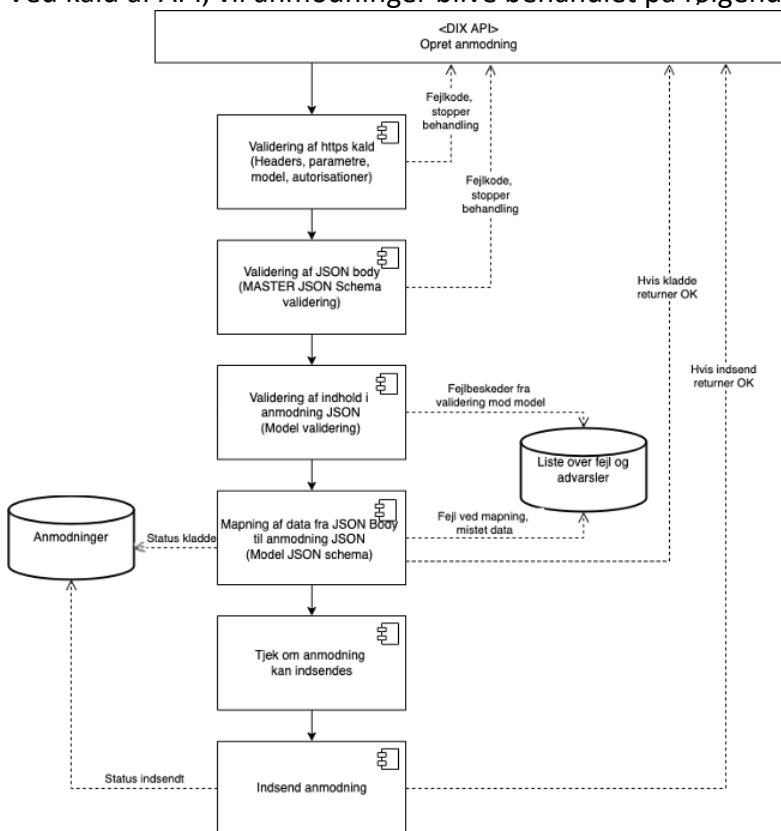 Ved kald af API, vil anmodninger blive behandlet på følgend
<DIX API>
Opret anmodning
Fejlkode,
stopper
behandling
Validering af https kald
(Headers, parametre,
model, autorisationer)
Fejlkode,
stopper
behandling
Validering af JSON body
(MASTER JSON Schema
validering)
Hvis kladde
returner OK
Hvis indsend
returner OK
Validering af indhold i
anmodning JSON
(Model validering)
Fejlbeskeder fra
validering mod model
Liste over fejl og
advarsler
Mapning af data fra JSON Body
til anmodning JSON
(Model JSON schema)
Fejl ved mapning,
mistet data
Anmodninger
Status kladde
Tjek om anmodning
kan indsendes
Status indsendt
Indsend anmodning